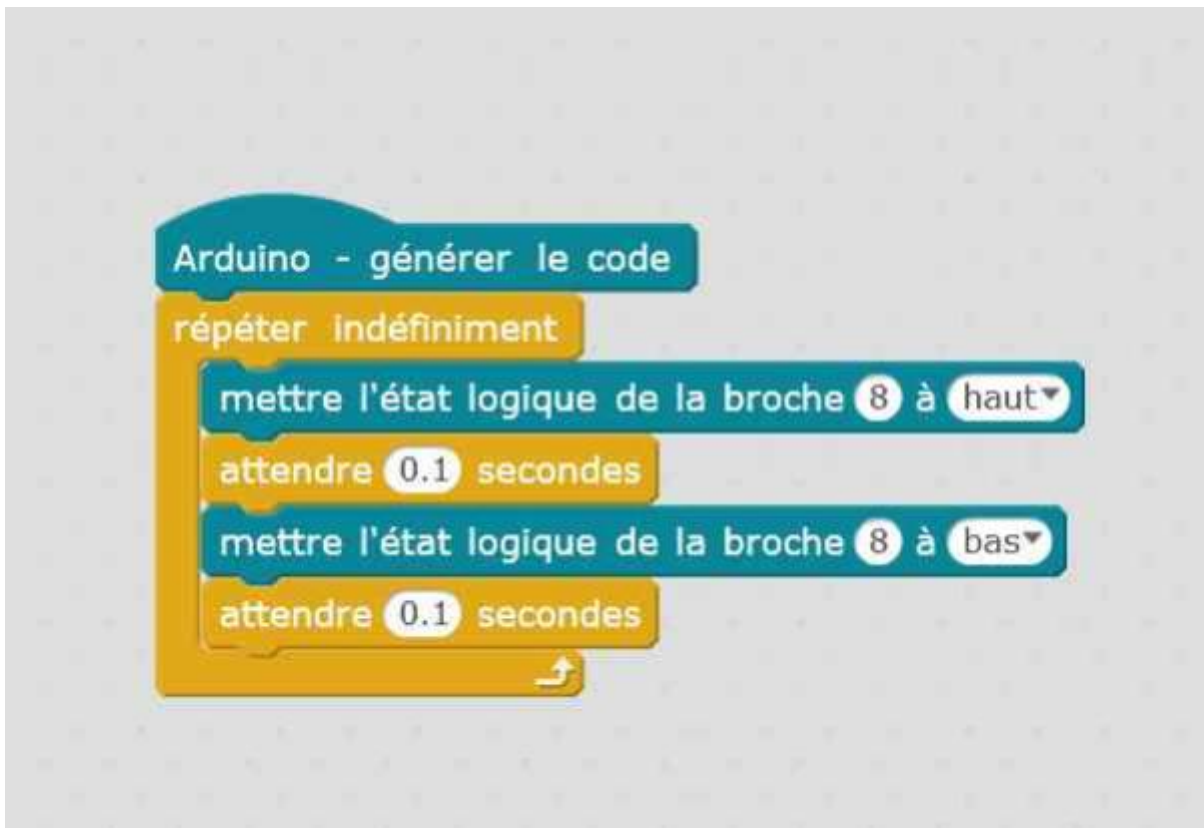 Arduino - générer le code
répéter indéfiniment
mettre l'état logique de la broche 8 à haut
attendre 0.1 secondes
mettre l'état logique de la broche 8 à bas
attendre 0.1 secondes